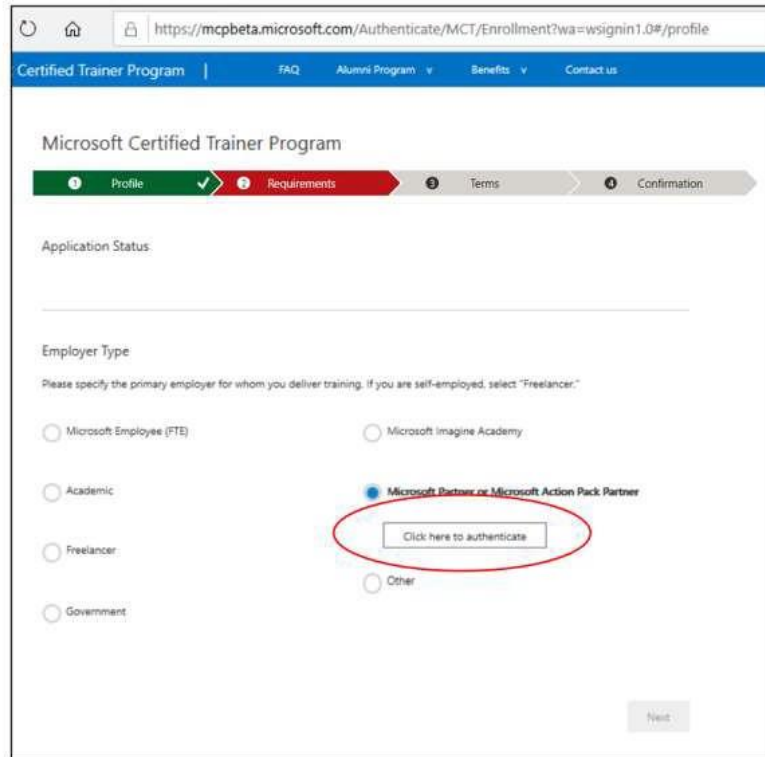 https://mcpbeta.microsoft.com/Authenticate/MCT/Enrollment?wa=wsignin1.0#/profile
Certified Trainer Program | FAQ Alumni Program v Benefits v Contact us
Microsoft Certified Trainer Program
1 Profile 2 Requirements 3 Terms 4 Confirmation
Application Status
Employer Type
Please specify the primary employer for whom you deliver training. If you are self-employed, select "Freelancer."
Microsoft Employee (FTE)
Microsoft Imagine Academy
Academic
Microsoft Partner or Microsoft Action Pack Partner
Click here to authenticate
Freelancer
Other
Government
Next